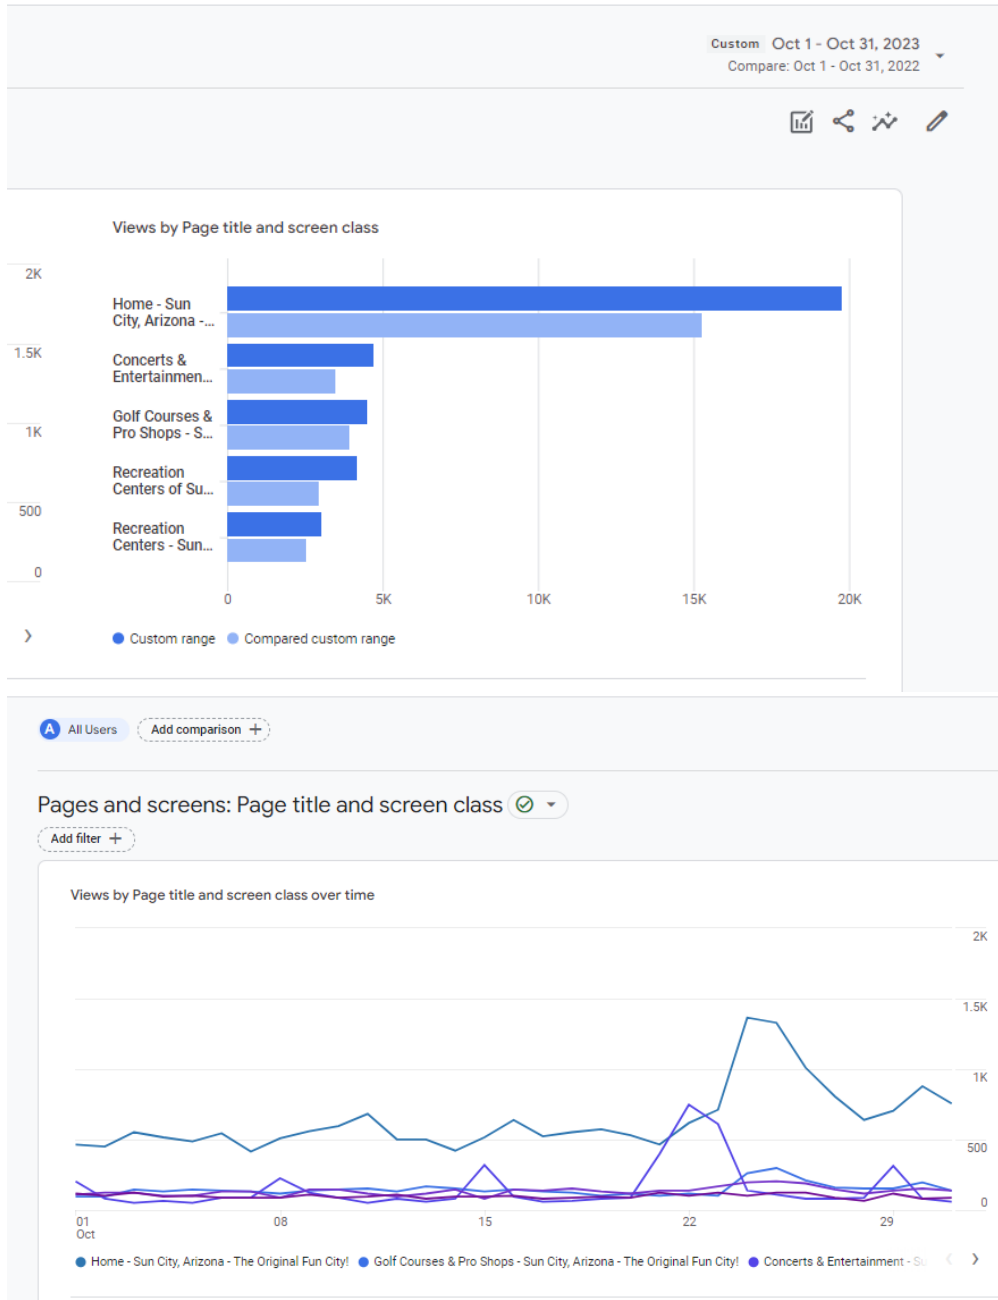 Custom Oct 1 - Oct 31, 2023
Compare: Oct 1 - Oct 31, 2022
Views by Page title and screen class
2K
1.5K
1K
500
0
Home - Sun
City, Arizona -...
Concerts &
Entertainmen...
Golf Courses &
Pro Shops - S...
Recreation
Centers of Su...
Recreation
Centers - Sun...
0 5K 10K 15K 20K
Custom range Compared custom range
A All Users Add comparison +
Pages and screens: Page title and screen class
Add filter +
Views by Page title and screen class over time
2K
1.5K
1K
500
0
01 08 15 22 29
Oct
Home - Sun City, Arizona - The Original Fun City! Golf Courses & Pro Shops - Sun City, Arizona - The Original Fun City! Concerts & Entertainment - Su